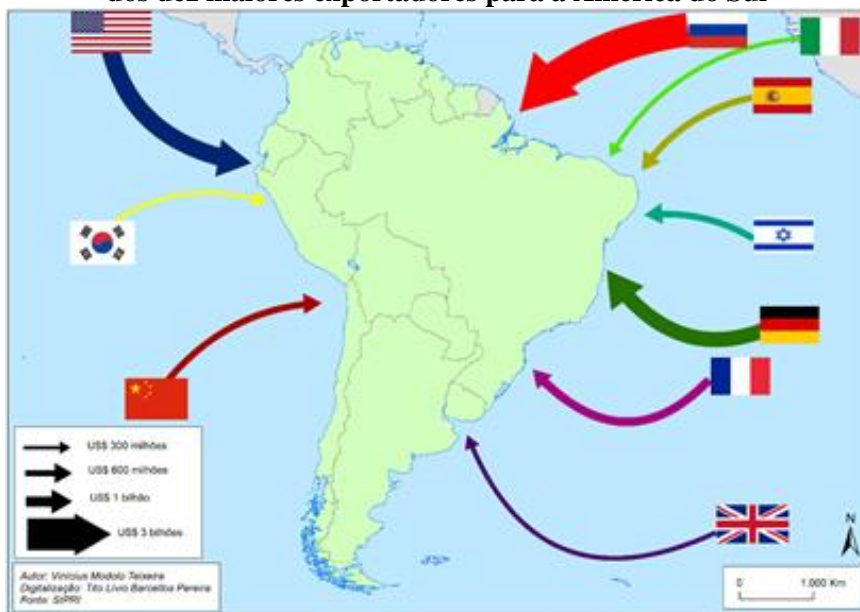 dos dez maiores exportadores para a América do Sul
US$ 300 milhões
US$ 600 milhões
US$ 1 bilhão
US$ 3 bilhões
Autor: Vinicius Modolo Teixeira
Digitalização: Tito Livio Barcellos Pereira
Fonte: SIPRI
N
0 1.000 Km